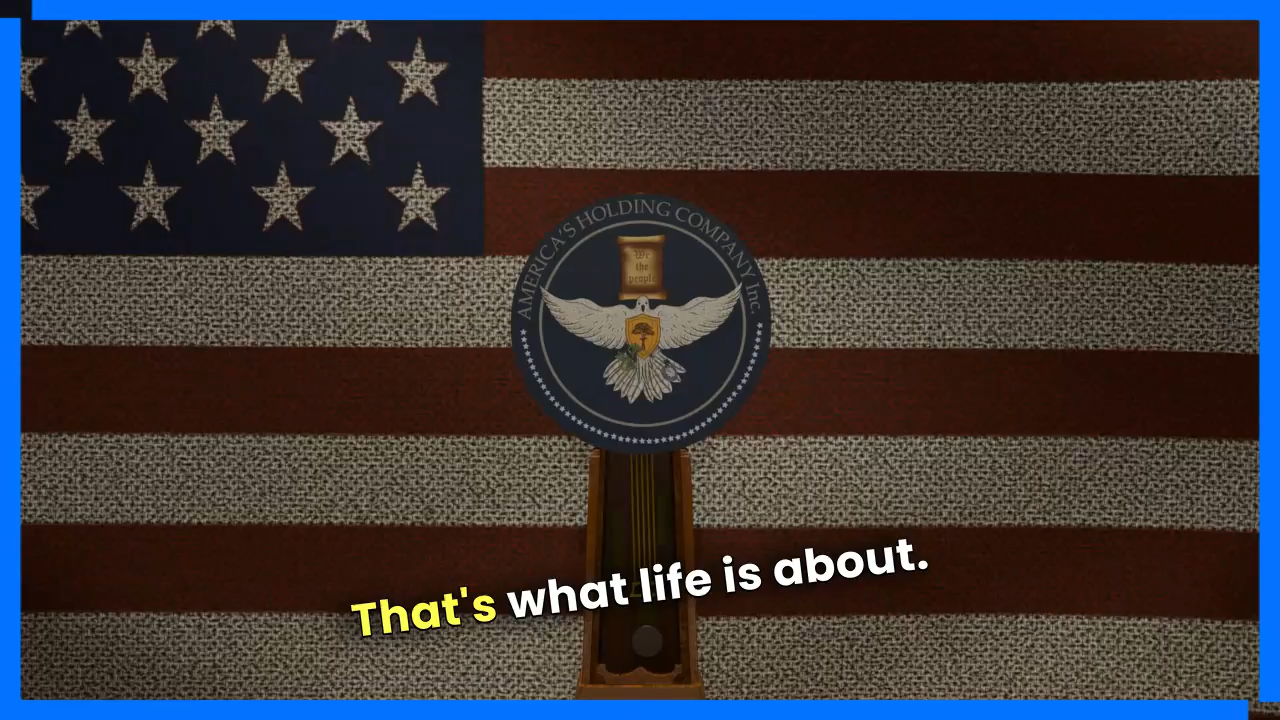 AMERICA'S HOLDING COMPANY Inc.
We
the
people
That's what life is about.